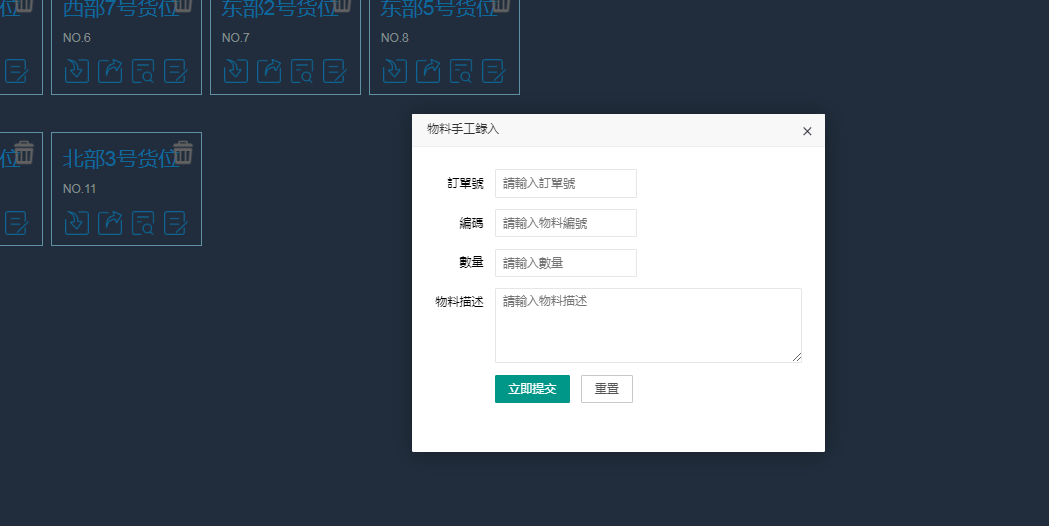 位
西部7号货位
东部2号货位
东部5号货位
NO.6
NO.7
NO.8
位
北部3号货位
NO.11
物料手工錄入
訂單號
請輸入訂單號
編碼
請輸入物料編號
數量
請輸入數量
物料描述
請輸入物料描述
立即提交
重置